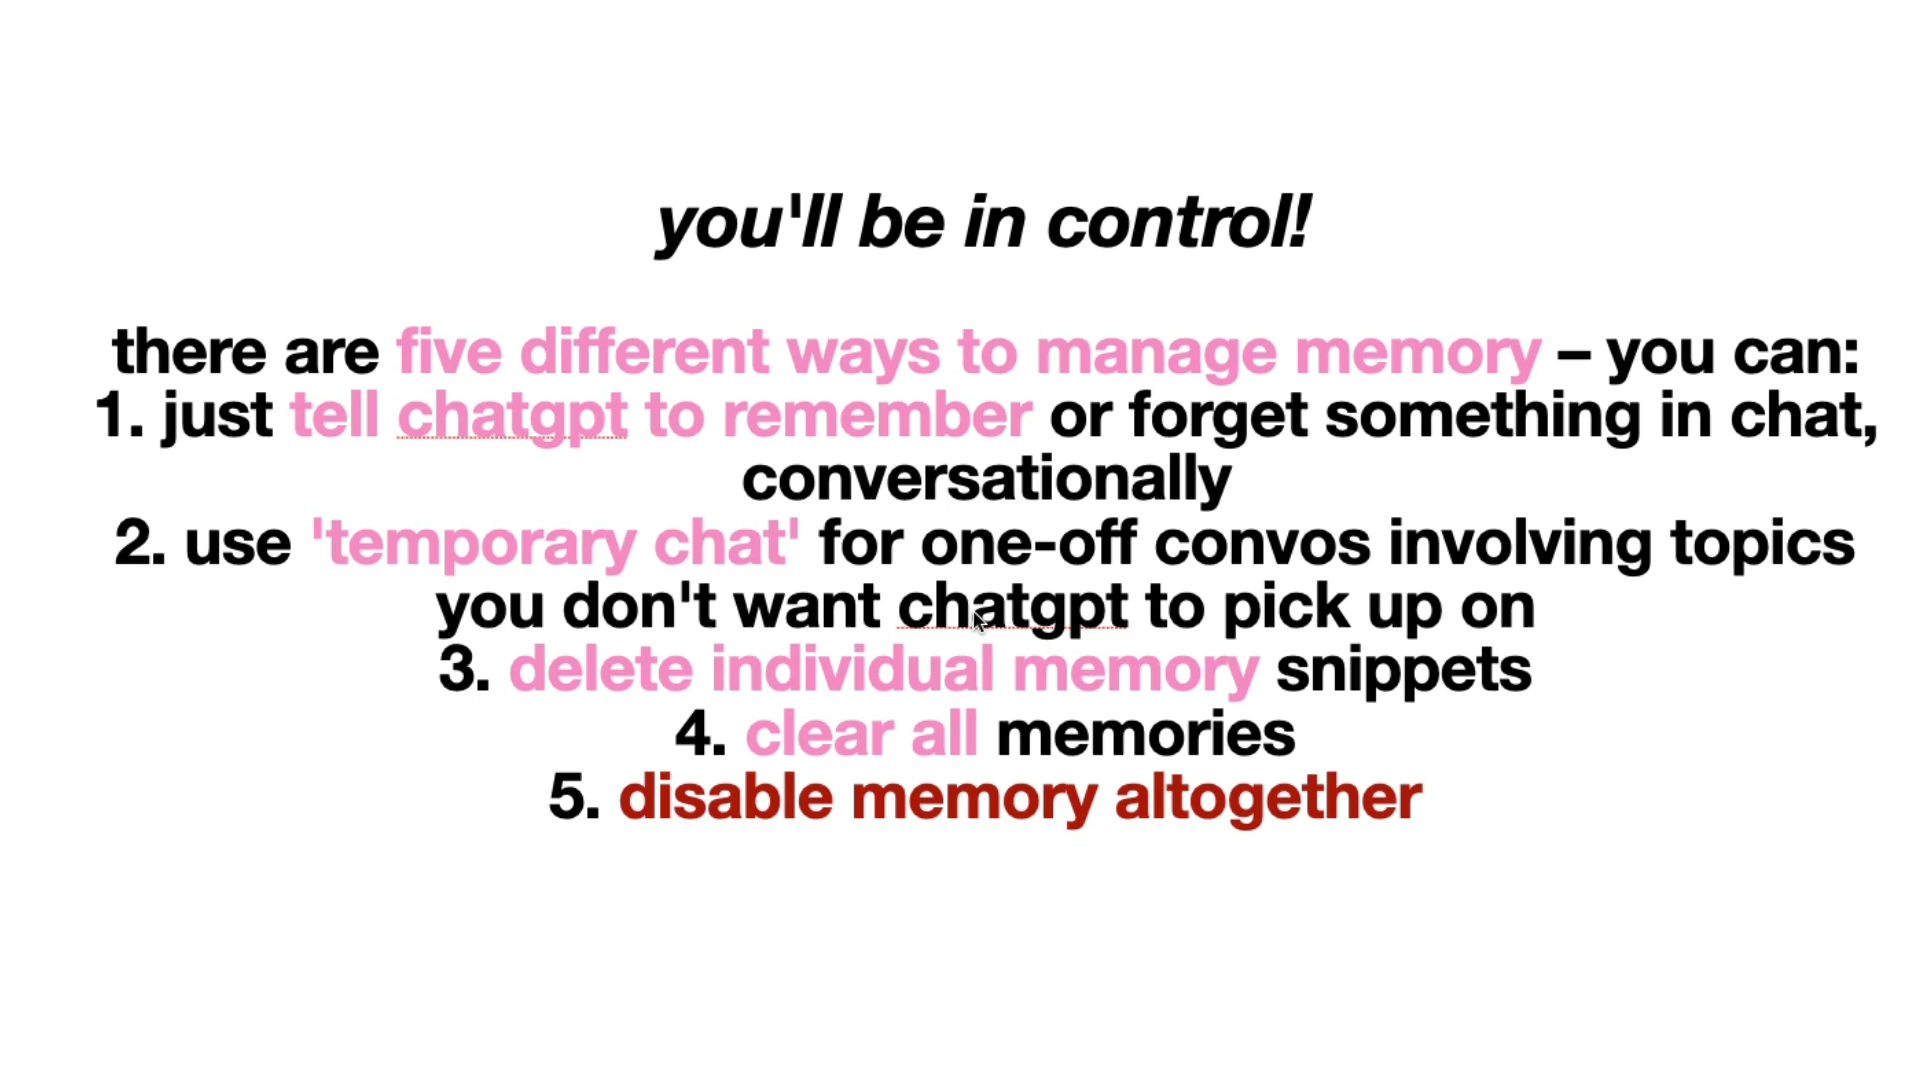 you'll be in control!
there are five different ways to manage memory – you can:
1. just tell chatgpt to remember or forget something in chat,
conversationally
2. use 'temporary chat' for one-off convos involving topics
you don't want chatgpt to pick up on
3. delete individual memory snippets
4. clear all memories
5. disable memory altogether